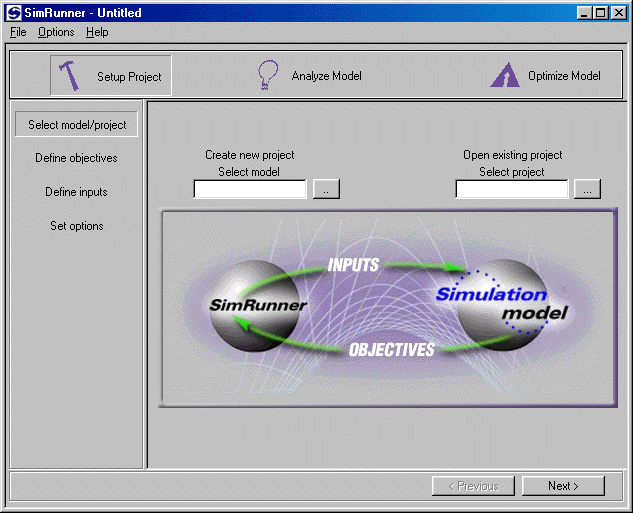 SimRunner - Untitled
File Options Help
Setup Project
Analyze Model
Optimize Model
Select model/project
Define objectives
Define inputs
Set options
Create new project
Select model
..
Open existing project
Select project
...
INPUTS
SimRunner
Simulation
model
OBJECTIVES
< Previous
Next >